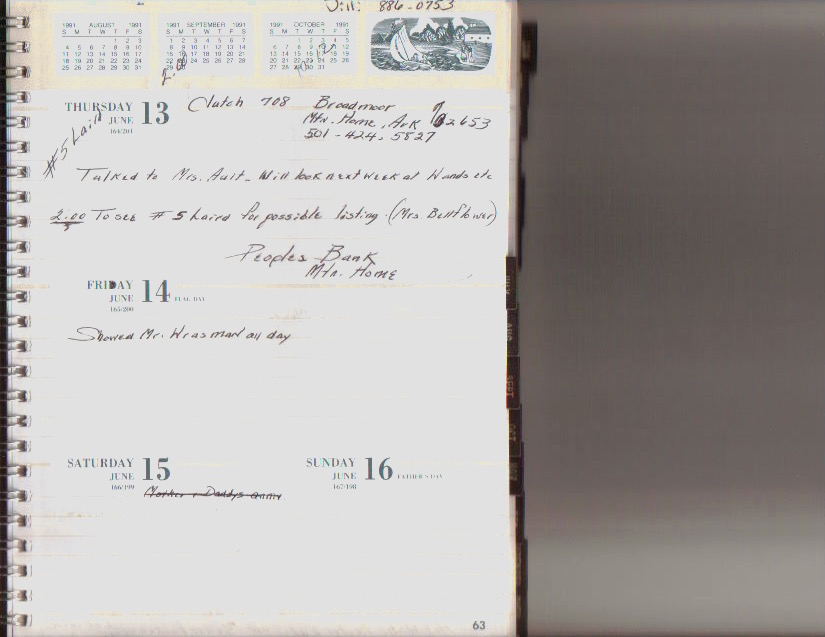 886-0753
1991 AUGUST 1991
S M T W T F S
1 2 3
4 5 6 7 8 9 10
11 12 13 14 15 16 17
18 19 20 21 22 23 24
25 26 27 28 29 30 31
1991 SEPTEMBER 1991
S M T W T F S
1 2 3 4 5 6 7
8 9 10 11 12 13 14
15 16 17 18 19 20 21
22 23 24 25 26 27 28
29 30
1991 OCTOBER 1991
S M T W T F S
1 2 3 4 5
6 7 8 9 10 11 12
13 14 15 16 17 18 19
20 21 22 23 24 25 26
27 28 29 30 31
THURSDAY
JUNE 13
164/201
#5 Laird
Clutch 708 Broadmoor
Mtn. Home, Ark 72653
501-424-5827
Talked to Mrs. Ault. Will look next week at Wands etc
2:00 To see #5 Laird for possible listing. (Mrs Bellflower)
Peoples Bank
Mtn. Home
FRIDAY
JUNE 14 FLAG DAY
165/200
Showed Mr. Wrasman all day
SATURDAY
JUNE 15
166/199
Mother + Daddys anniv
SUNDAY
JUNE 16 FATHER'S DAY
167/198
SEPT
OCT
63